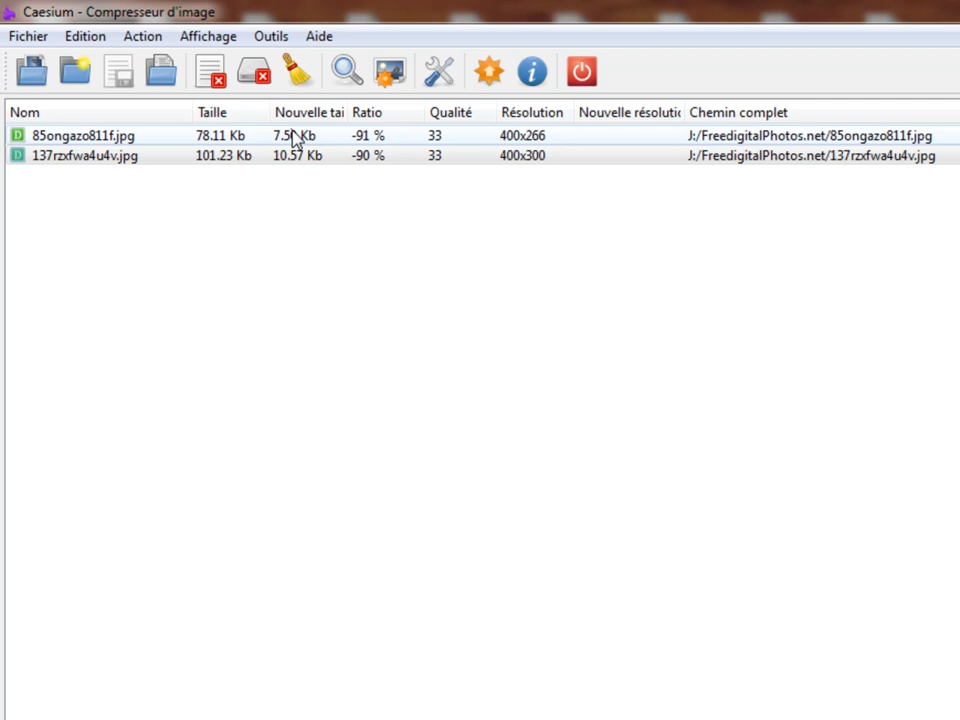 Caesium - Compresseur d'image
Fichier Edition Action Affichage Outils Aide
Nom Taille Nouvelle tai Ratio Qualité Résolution Nouvelle résolutio Chemin complet
85ongazo811f.jpg 78.11 Kb Kb -91 % 33 400x266 J:/FreedigitalPhotos.net/85ongazo811f.jpg
137rzxfwa4u4v.jpg 101.23 Kb 10.57 Kb -90 % 33 400x300 J:/FreedigitalPhotos.net/137rzxfwa4u4v.jpg